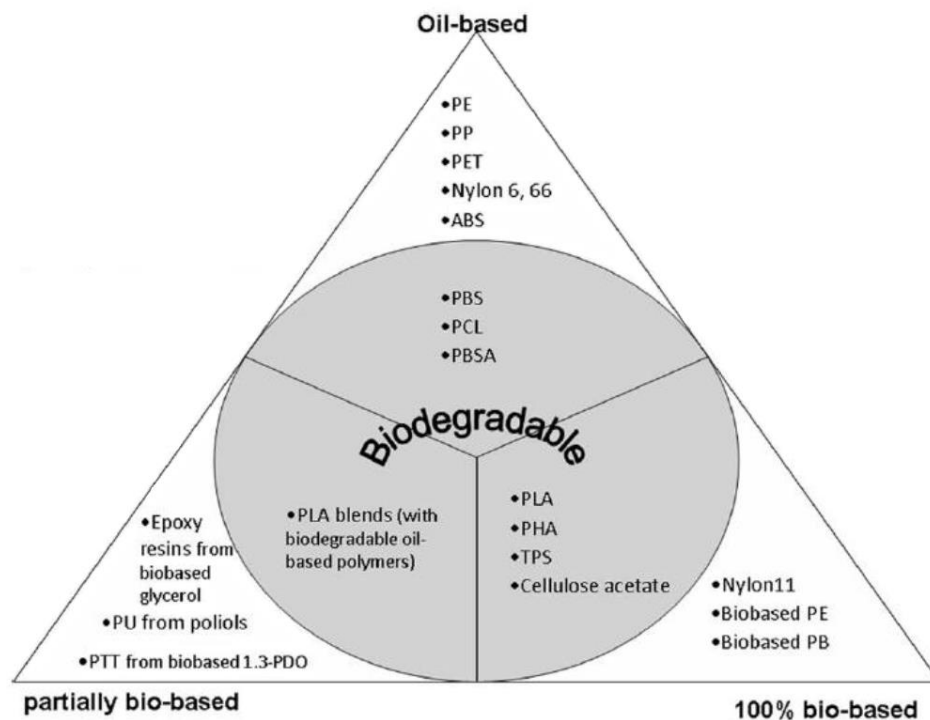 Oil-based
•PE
•PP
•PET
•Nylon 6, 66
•ABS
•PBS
•PCL
•PBSA
Biodegradable
•PLA blends (with
biodegradable oil-
based polymers)
•PLA
•PHA
•TPS
•Cellulose acetate
•Epoxy
resins from
biobased
glycerol
•PU from poliols
•PTT from biobased 1.3-PDO
•Nylon11
•Biobased PE
•Biobased PB
partially bio-based
100% bio-based